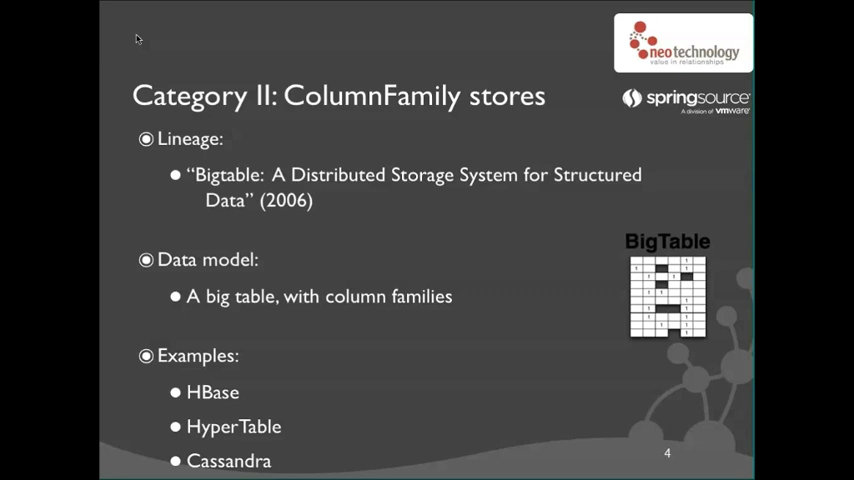 neotechnology
value in relationships
Category II: ColumnFamily stores
springsource
A division of vmware
Lineage:
“Bigtable: A Distributed Storage System for Structured
Data” (2006)
BigTable
Data model:
A big table, with column families
Examples:
HBase
HyperTable
Cassandra
4